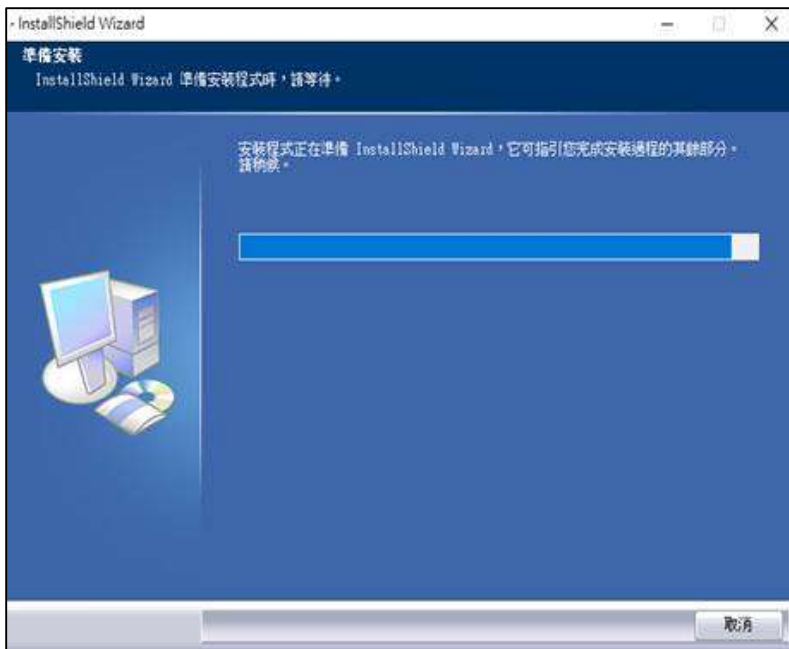 - InstallShield Wizard
準備安裝
InstallShield Wizard 準備安裝程式時，請等待。
安裝程式正在準備 InstallShield Wizard，它可指引您完成安裝過程的其餘部分。
請稍候。
取消